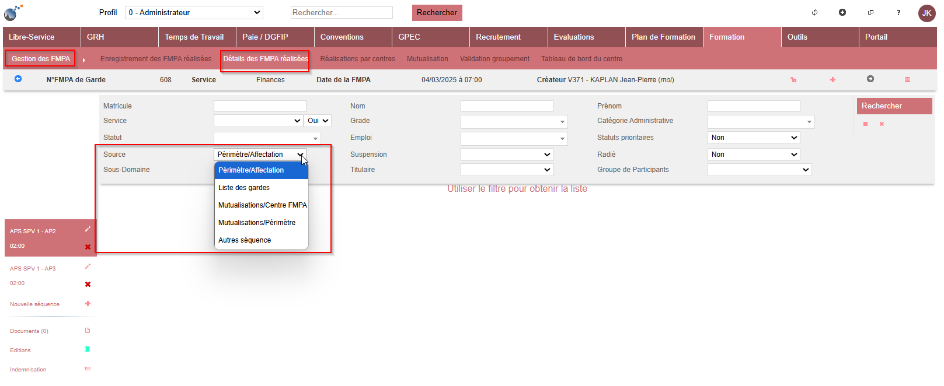 Profil 0 - Administrateur Rechercher Rechercher ? JK
Libre-Service GRH Temps de Travail Paie / DGFIP Conventions GPEC Recrutement Evaluations Plan de Formation Formation Outils Portail
Gestion des FMPA Enregistrement des FMPA réalisées Détails des FMPA réalisées Réalisations par centres Mutualisation Validation groupement Tableau de bord du centre
N°FMPA de Garde 608 Service Finances Date de la FMPA 04/03/2025 à 07:00 Créateur V371 - KAPLAN Jean-Pierre (moi)
Matricule Nom Prénom Rechercher
Service Oui Grade Catégorie Administrative
Statut Emploi Statuts prioritaires Non
Source Périmètre/Affectation Suspension Radié Non
Sous-Domaine Titulaire Groupe de Participants
Périmètre/Affectation
Liste des gardes
Mutualisations/Centre FMPA
Mutualisations/Périmètre
Autres séquence
Utiliser le filtre pour obtenir la liste
APS SPV 1 - AP2
02:00
APS SPV 1 - AP3
02:00
Nouvelle séquence
Documents (0)
Editions
Indemnisation